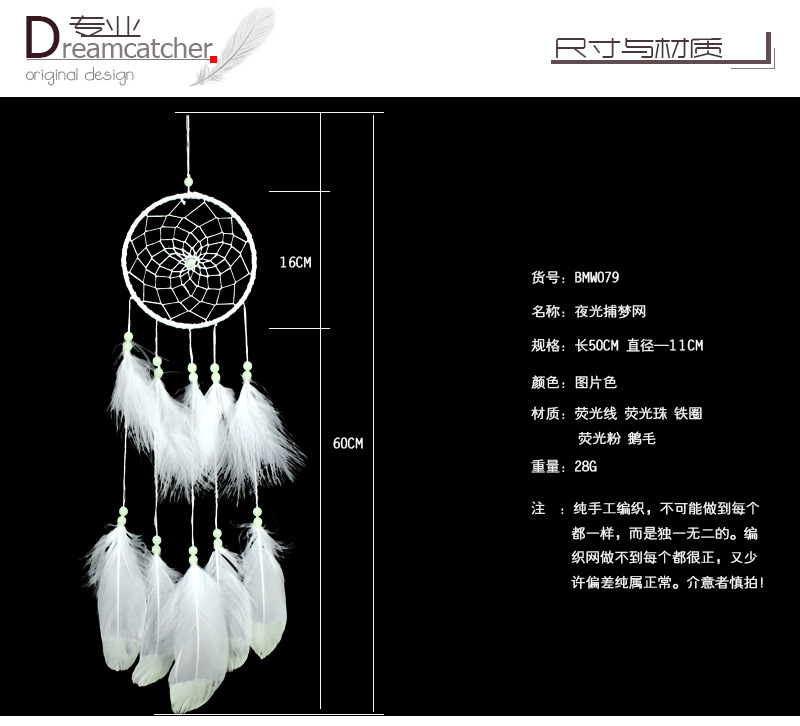 专业
Dreamcatcher
original design
尺寸与材质
16CM
60CM
货号：BMW079
名称：夜光捕梦网
规格：长50CM 直径—11CM
颜色：图片色
材质：荧光线 荧光珠 铁圈
荧光粉 鹅毛
重量：28G
注 ：纯手工编织，不可能做到每个
都一样，而是独一无二的。编
织网做不到每个都很正，又少
许偏差纯属正常。介意者慎拍!